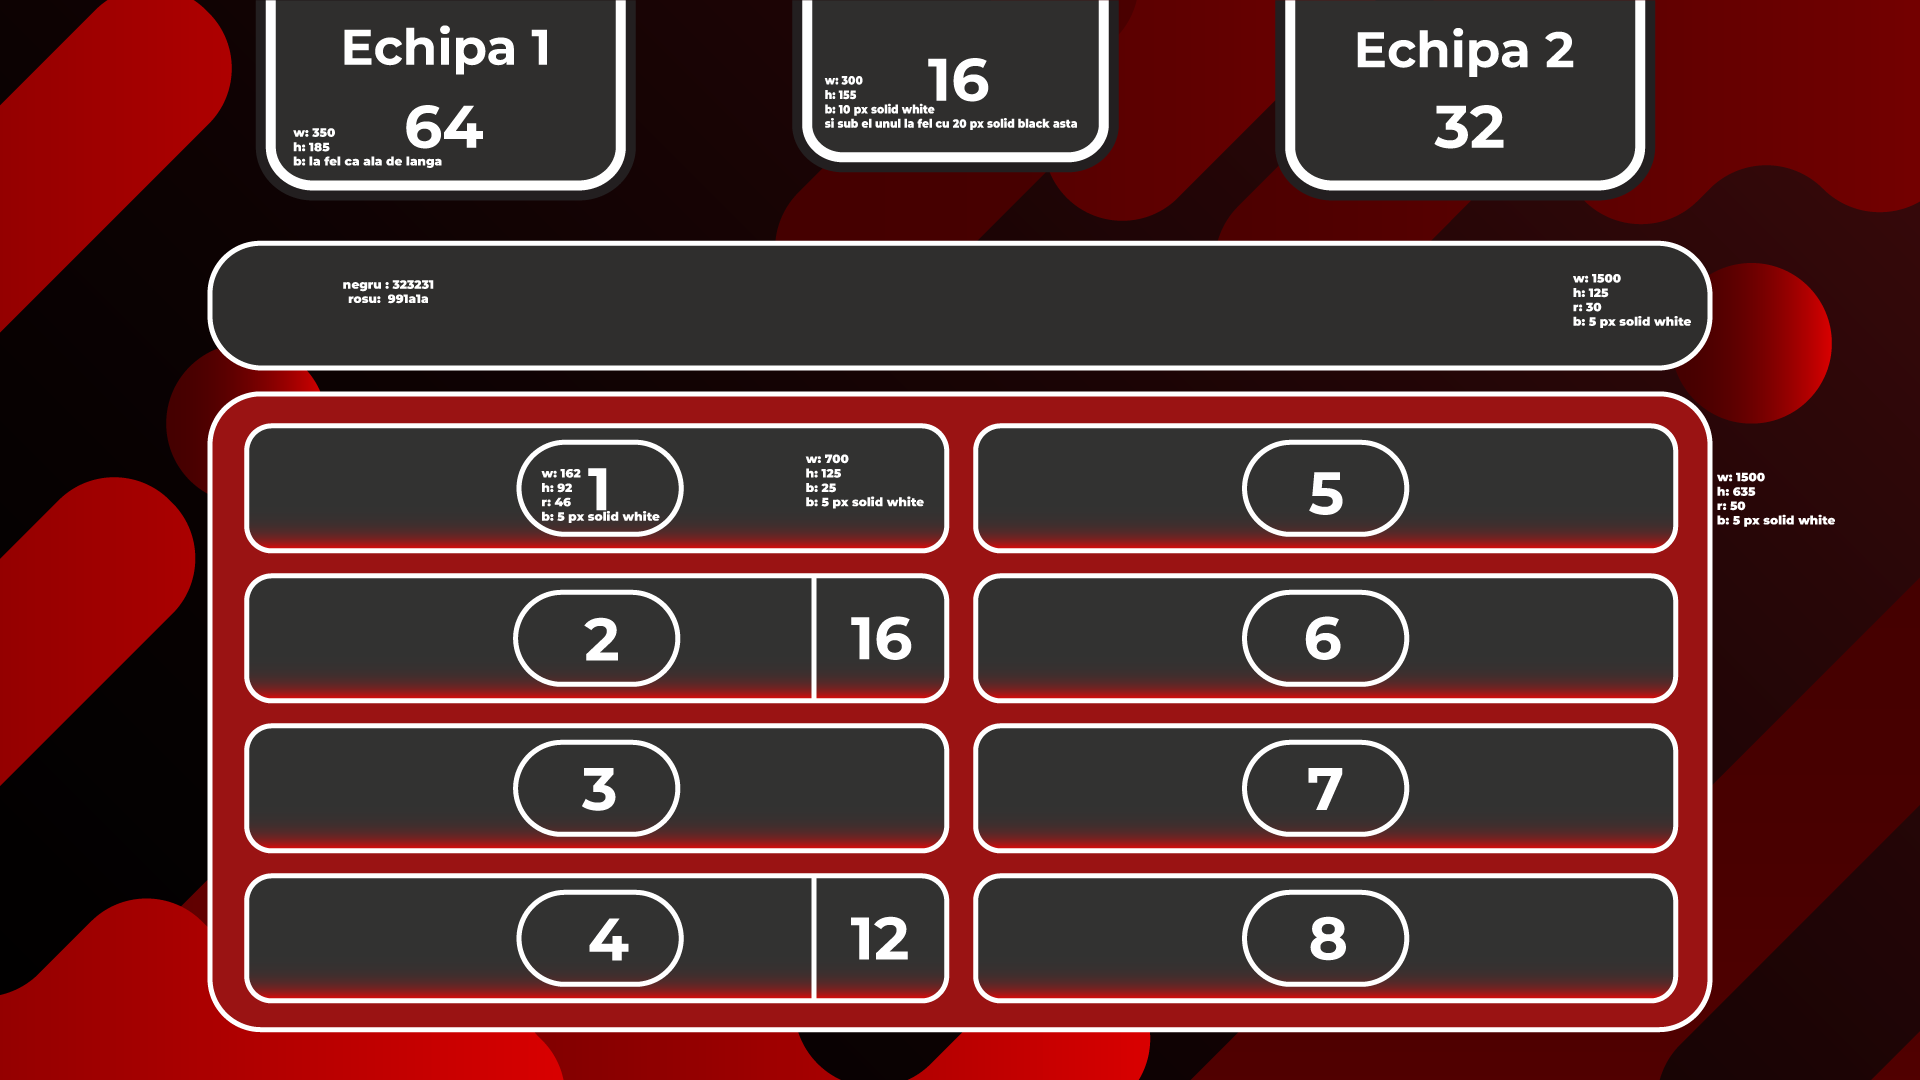 Echipa 1
64
w: 350
h: 185
b: la fel ca ala de langa
16
w: 300
h: 155
b: 10 px solid white
si sub el unul la fel cu 20 px solid black asta
Echipa 2
32
negru : 323231
rosu: 991a1a
w: 1500
h: 125
r: 30
b: 5 px solid white
1
w: 162
h: 92
r: 46
b: 5 px solid white
w: 700
h: 125
b: 25
b: 5 px solid white
5
w: 1500
h: 635
r: 50
b: 5 px solid white
2
16
6
3
7
4
12
8